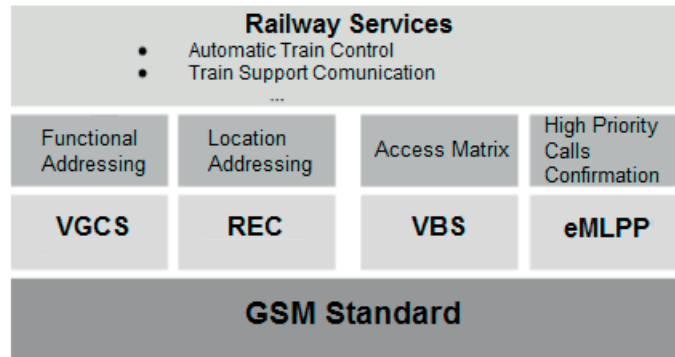 Railway Services
• Automatic Train Control
• Train Support Comunication
...
Functional
Addressing
Location
Addressing
Access Matrix
High Priority
Calls
Confirmation
VGCS
REC
VBS
eMLPP
GSM Standard